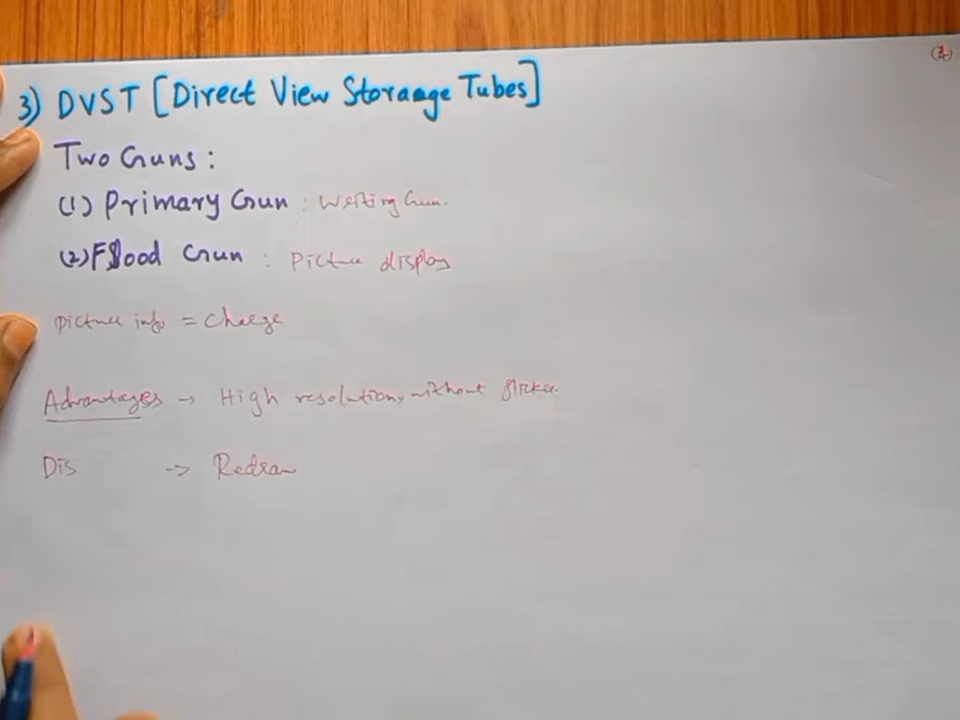 3) DVST [Direct View Storage Tubes]
Two Guns:
(1) Primary Gun : Writing Gun.
(2) Flood Gun : Picture display
picture info = Charge
Advantages → High resolution, without flicker.
Dis → Redraw